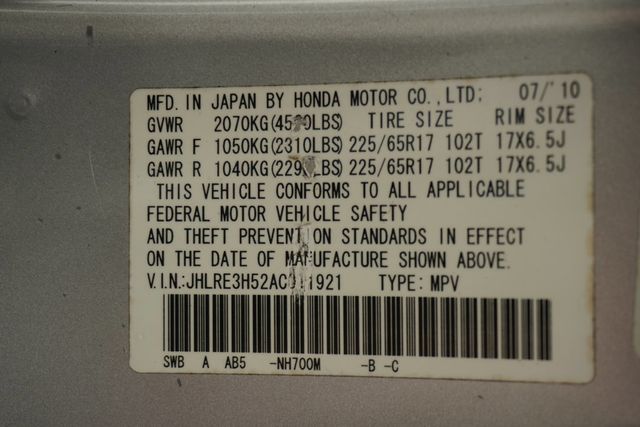 MFD. IN JAPAN BY HONDA MOTOR CO., LTD; 07/'10
GVWR 2070KG TIRE SIZE RIM SIZE
GAWR F 1050KG(2310LBS) 225/65R17 102T 17X6.5J
GAWR R 1040KG 225/65R17 102T 17X6.5J
THIS VEHICLE CONFORMS TO ALL APPLICABLE
FEDERAL MOTOR VEHICLE SAFETY
AND THEFT PREVENTION STANDARDS IN EFFECT
ON THE DATE OF MANUFACTURE SHOWN ABOVE.
V.I.N.: TYPE: MPV
SWB A AB5 -NH700M -B -C